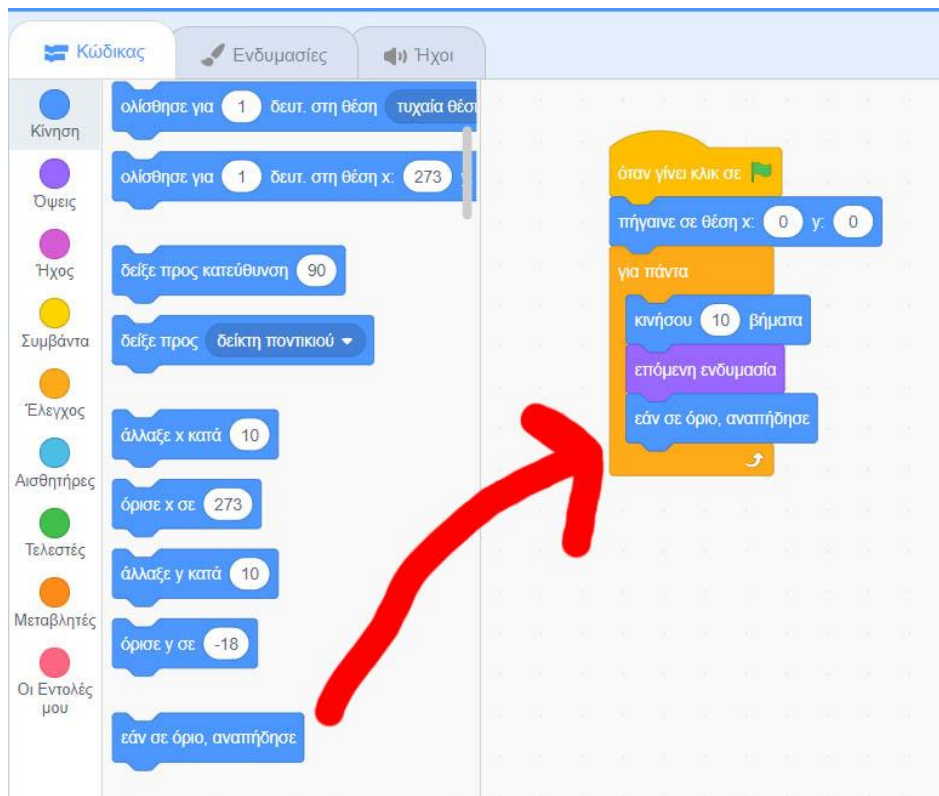 Κώδικας
Ενδυμασίες
Ήχοι
Κίνηση
Όψεις
Ήχος
Συμβάντα
Έλεγχος
Αισθητήρες
Τελεστές
Μεταβλητές
Οι Εντολές
μου
ολίσθησε για 1 δευτ. στη θέση τυχαία
ολίσθησε για 1 δευτ. στη θέση x: 273
δείξε προς κατεύθυνση 90
δείξε προς δείκτη ποντικιού
άλλαξε x κατά 10
όρισε x σε 273
άλλαξε y κατά 10
όρισε y σε -18
εάν σε όριο, αναπήδησε
όταν γίνει κλικ σε
πήγαινε σε θέση x: 0 y: 0
για πάντα
κινήσου 10 βήματα
επόμενη ενδυμασία
εάν σε όριο, αναπήδησε